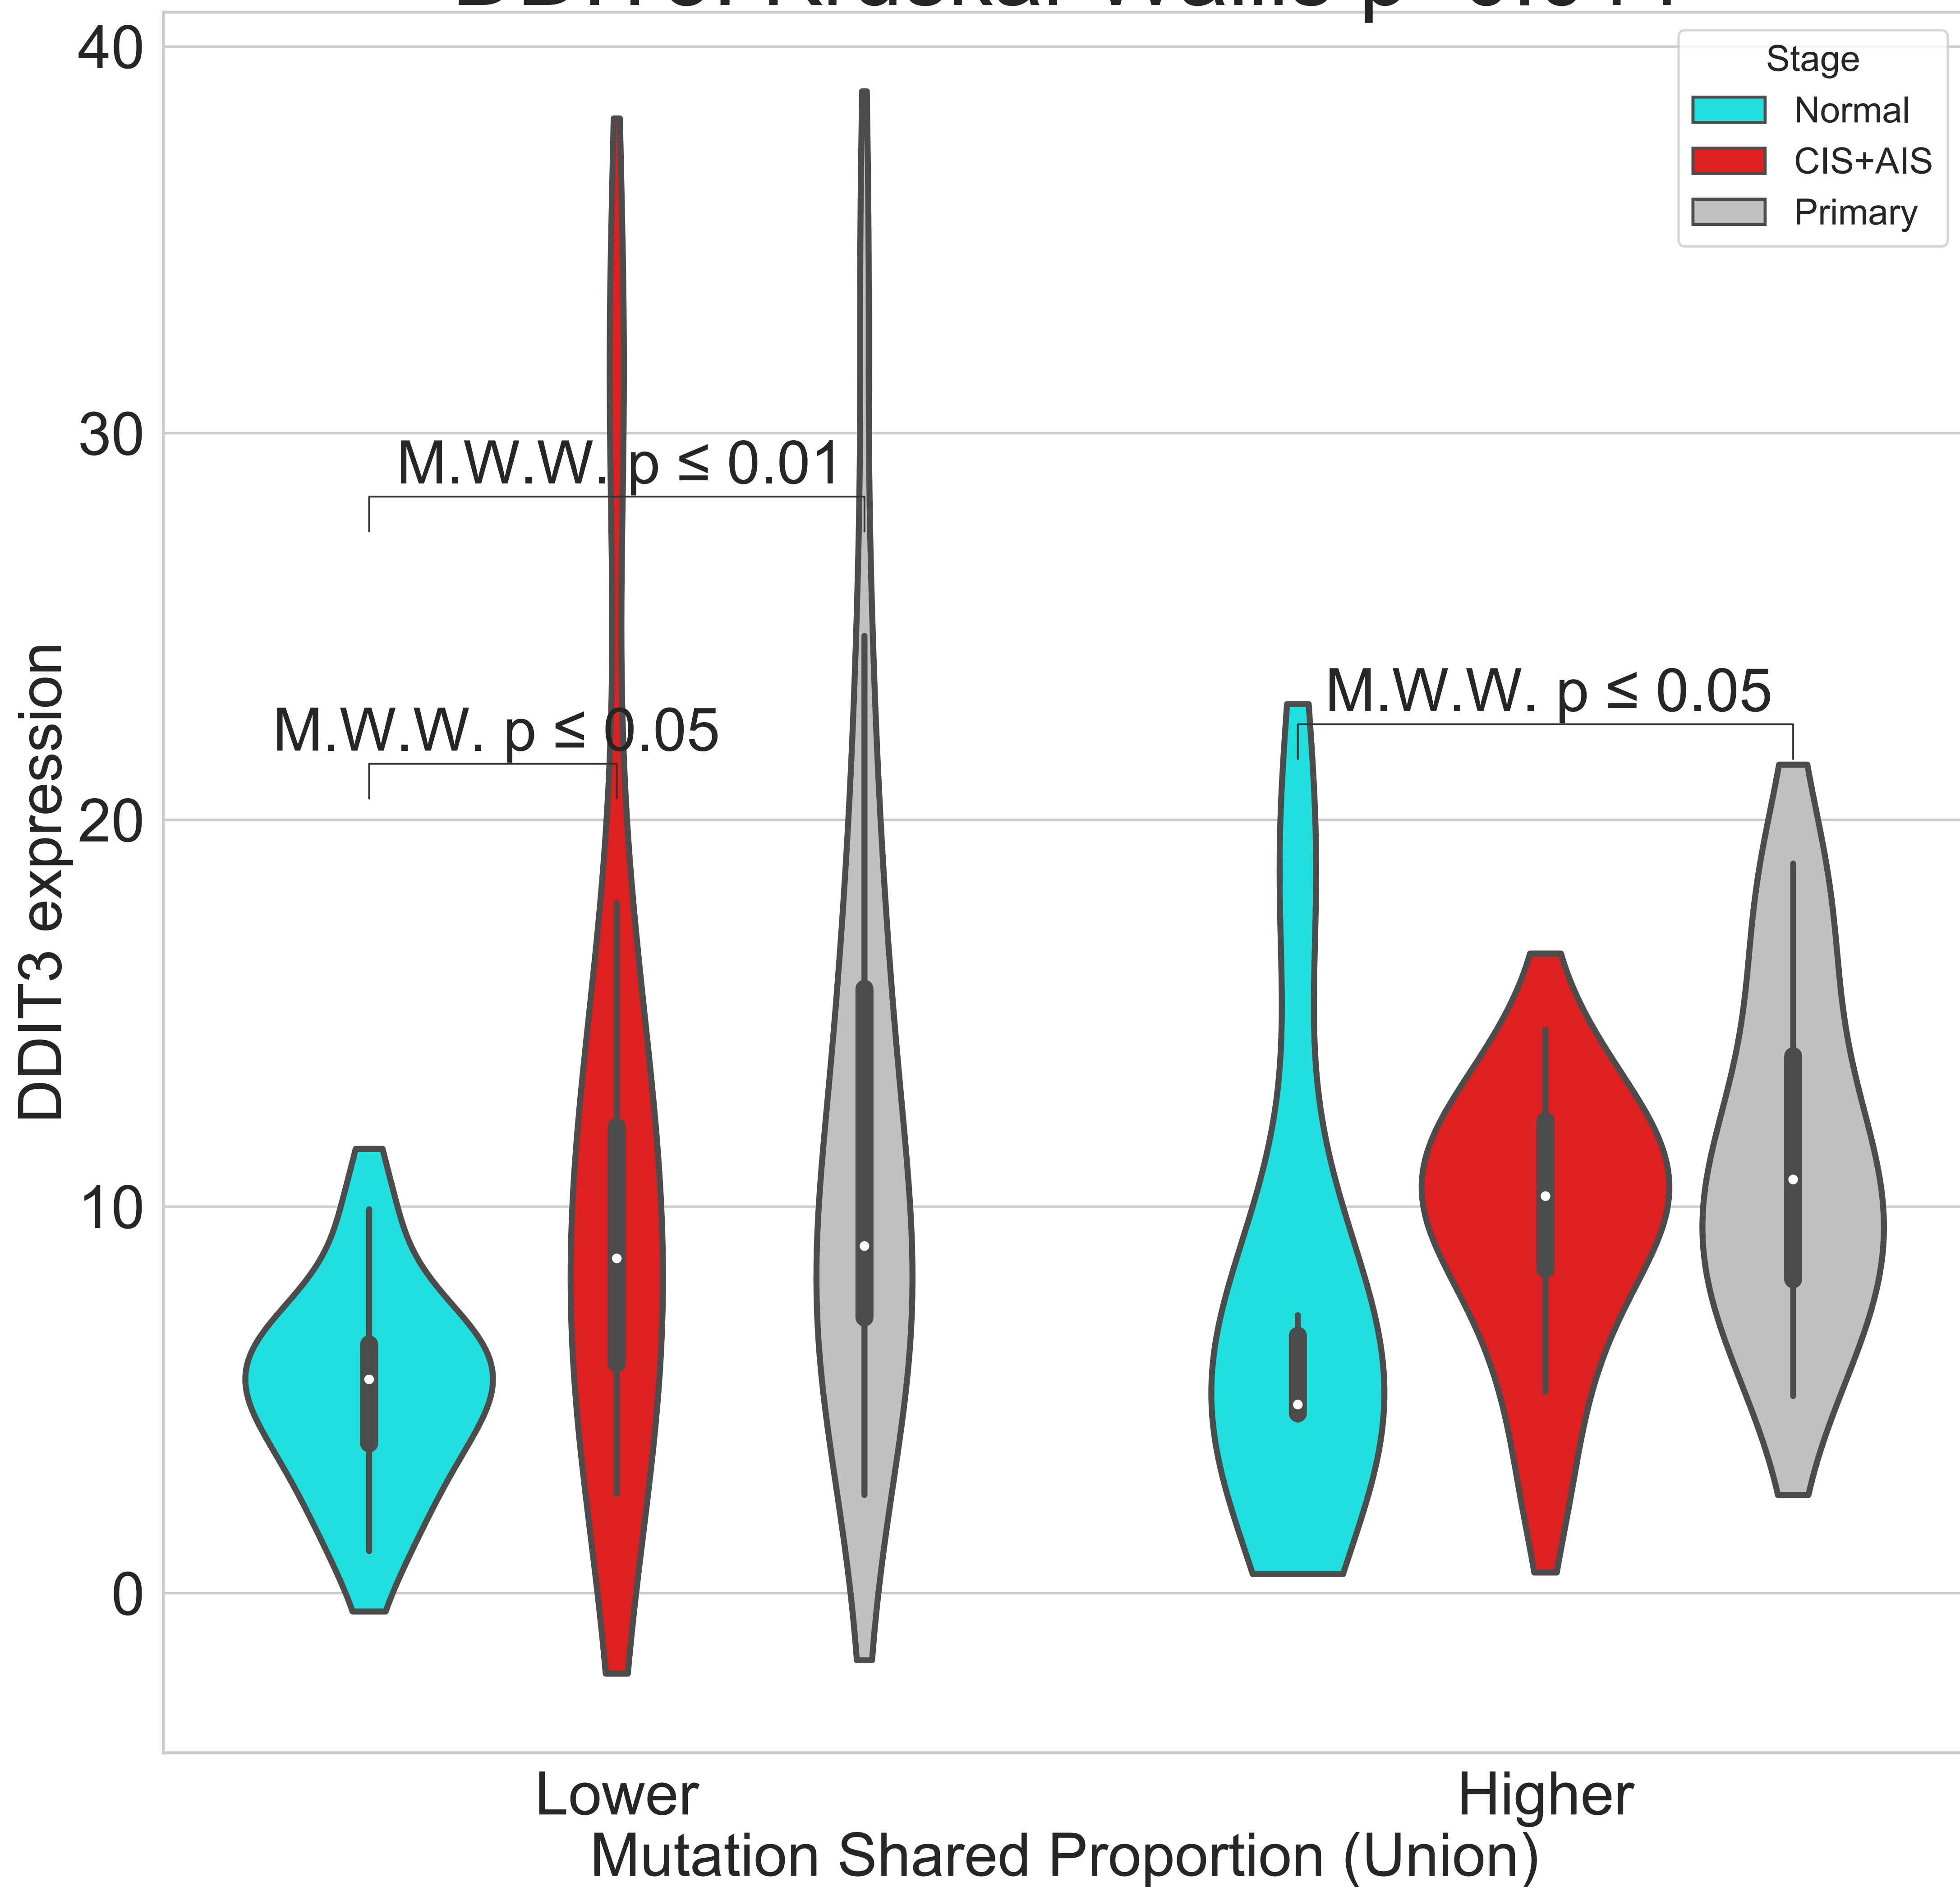 40
30
20
10
0
DDIT3 expression
Stage
Normal
CIS+AIS
Primary
M.W.W. p ≤ 0.01
M.W.W. p ≤ 0.05
M.W.W. p ≤ 0.05
Lower
Higher
Mutation Shared Proportion (Union)